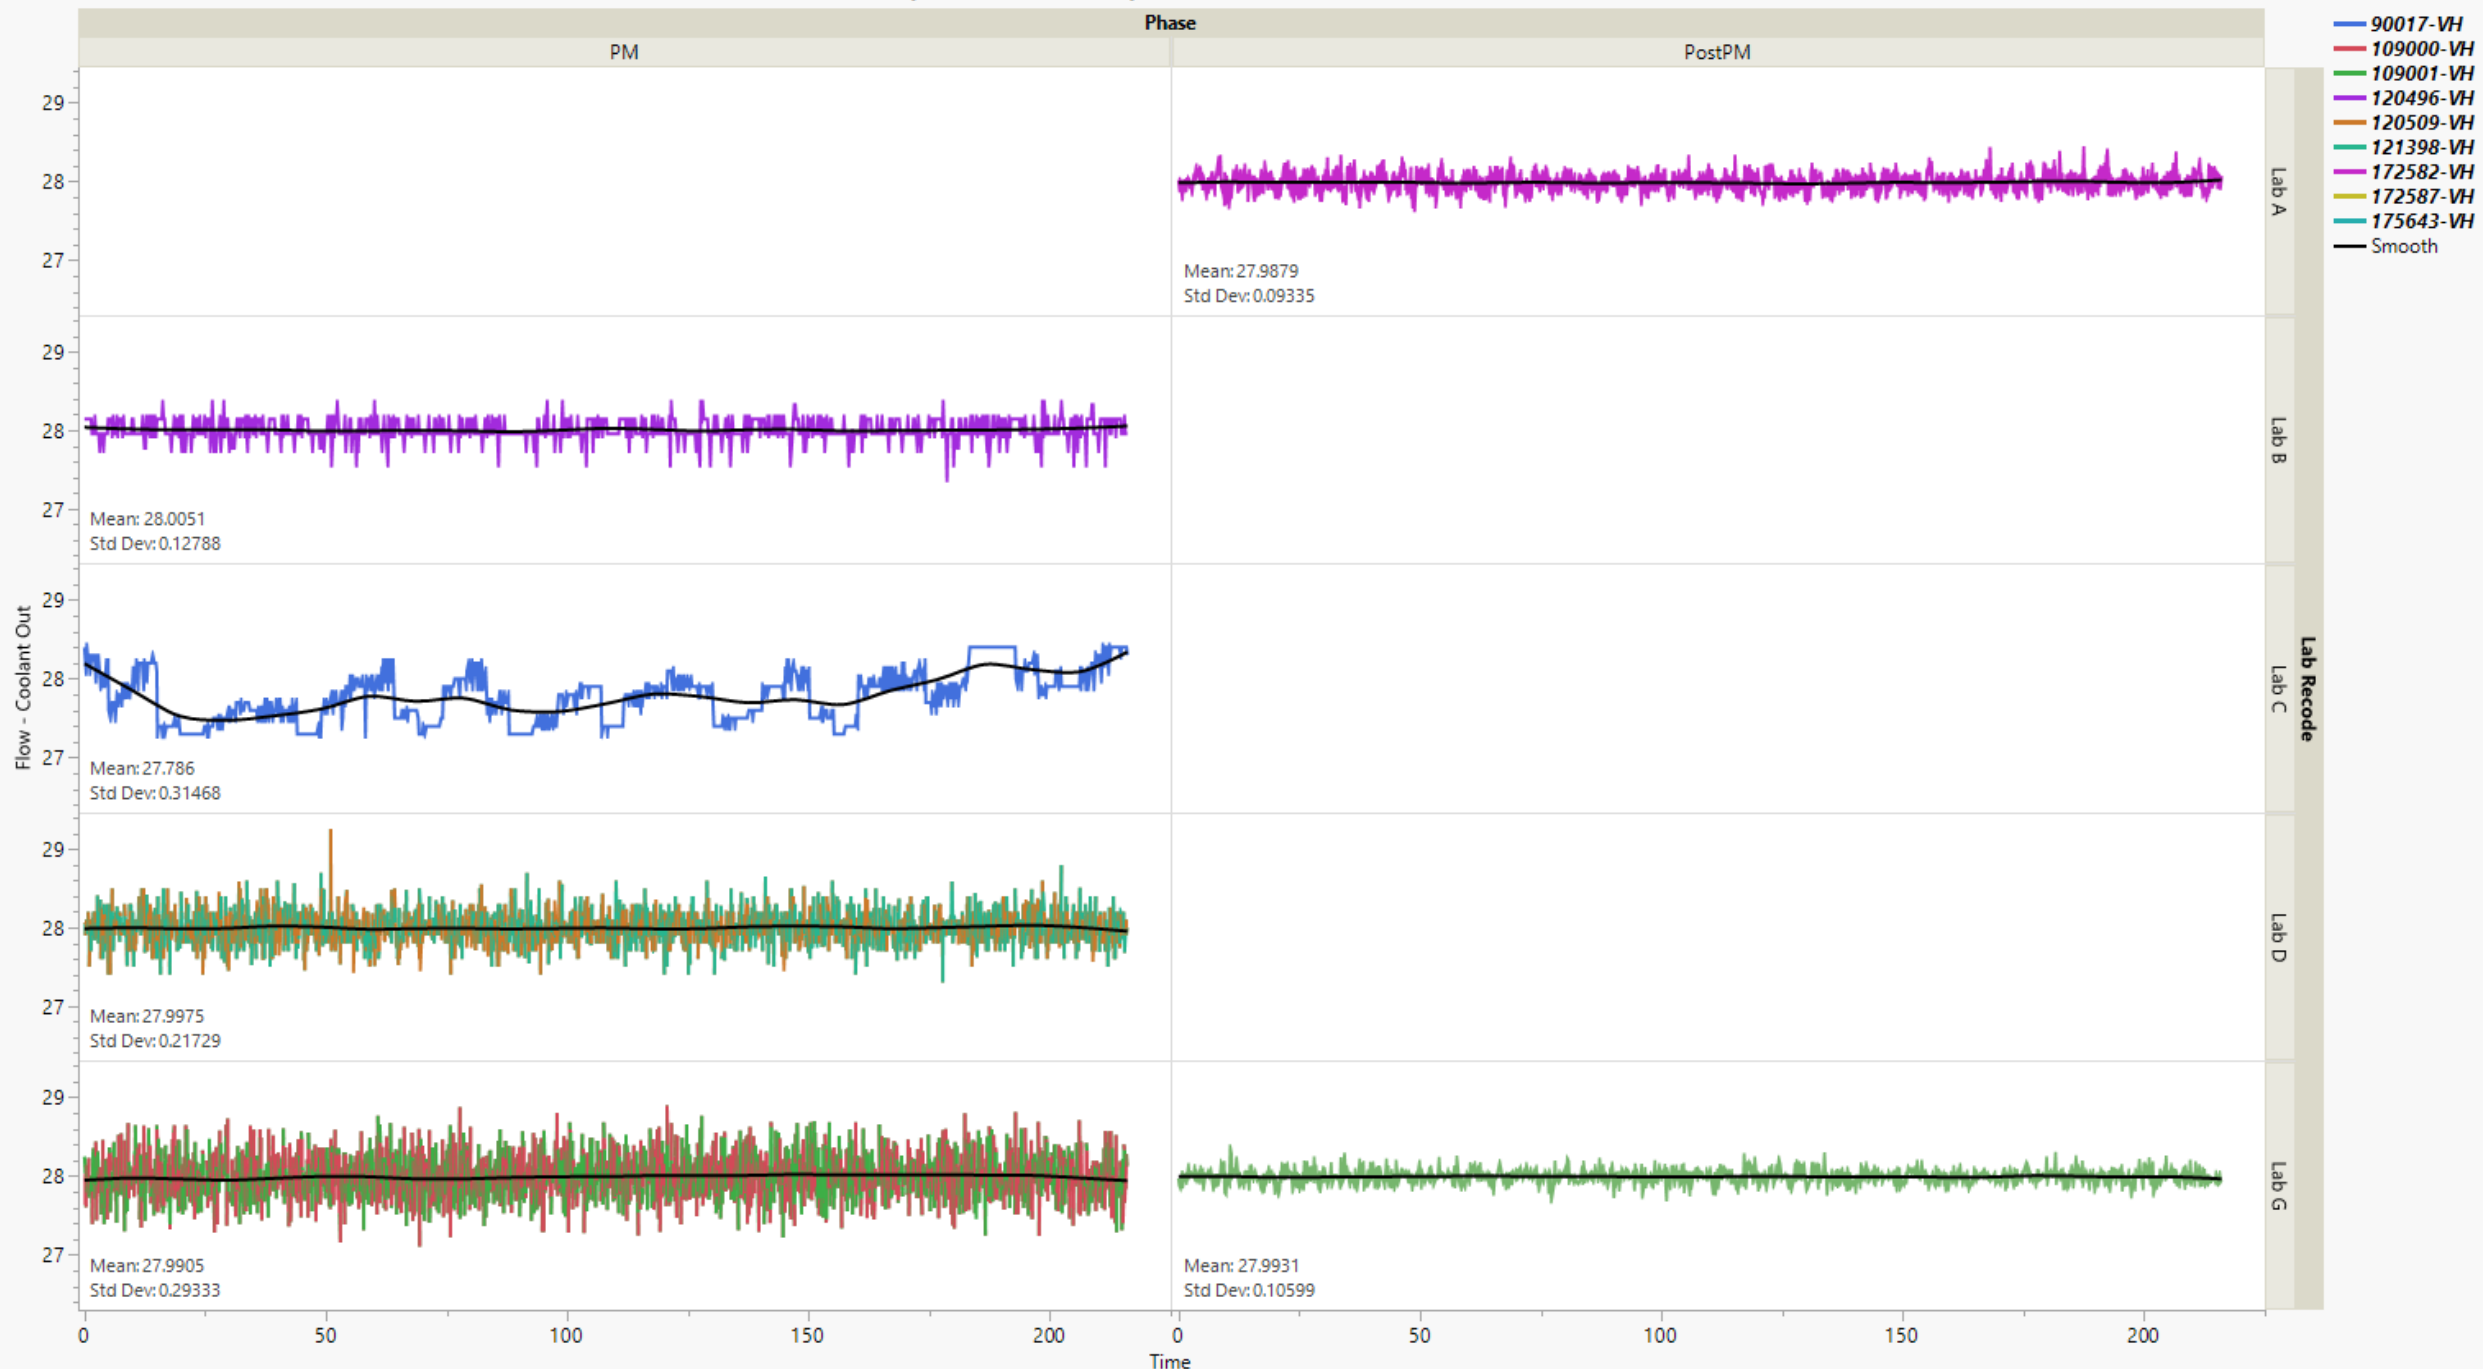 Phase
PM
PostPM
29
28
27
Mean: 27.9879
Std Dev: 0.09335
Lab A
29
28
27
Mean: 28.0051
Std Dev: 0.12788
Lab B
29
28
27
Mean: 27.786
Std Dev: 0.31468
Lab C
29
28
27
Mean: 27.9975
Std Dev: 0.21729
Lab D
29
28
27
Mean: 27.9905
Std Dev: 0.29333
Mean: 27.9931
Std Dev: 0.10599
Lab G
Flow - Coolant Out
Lab Recode
0 50 100 150 200 0 50 100 150 200
Time
90017-VH
109000-VH
109001-VH
120496-VH
120509-VH
121398-VH
172582-VH
172587-VH
175643-VH
Smooth